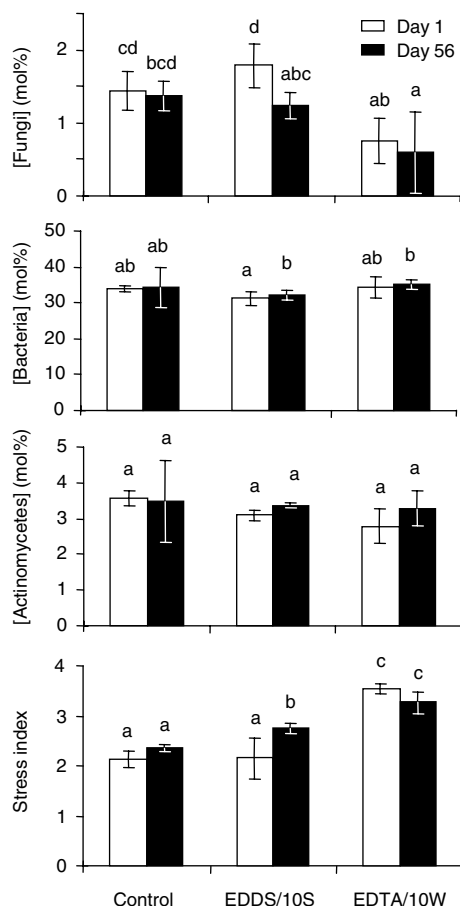 Day 1
Day 56
[Fungi] (mol%)
2
1
0
cd
bcd
d
abc
ab
a
[Bacteria] (mol%)
50
40
30
20
10
0
ab
ab
a
b
ab
b
[Actinomycetes] (mol%)
5
4
3
2
1
0
a
a
a
a
a
a
Stress index
4
3
2
1
0
a
a
a
b
c
c
Control
EDDS/10S
EDTA/10W